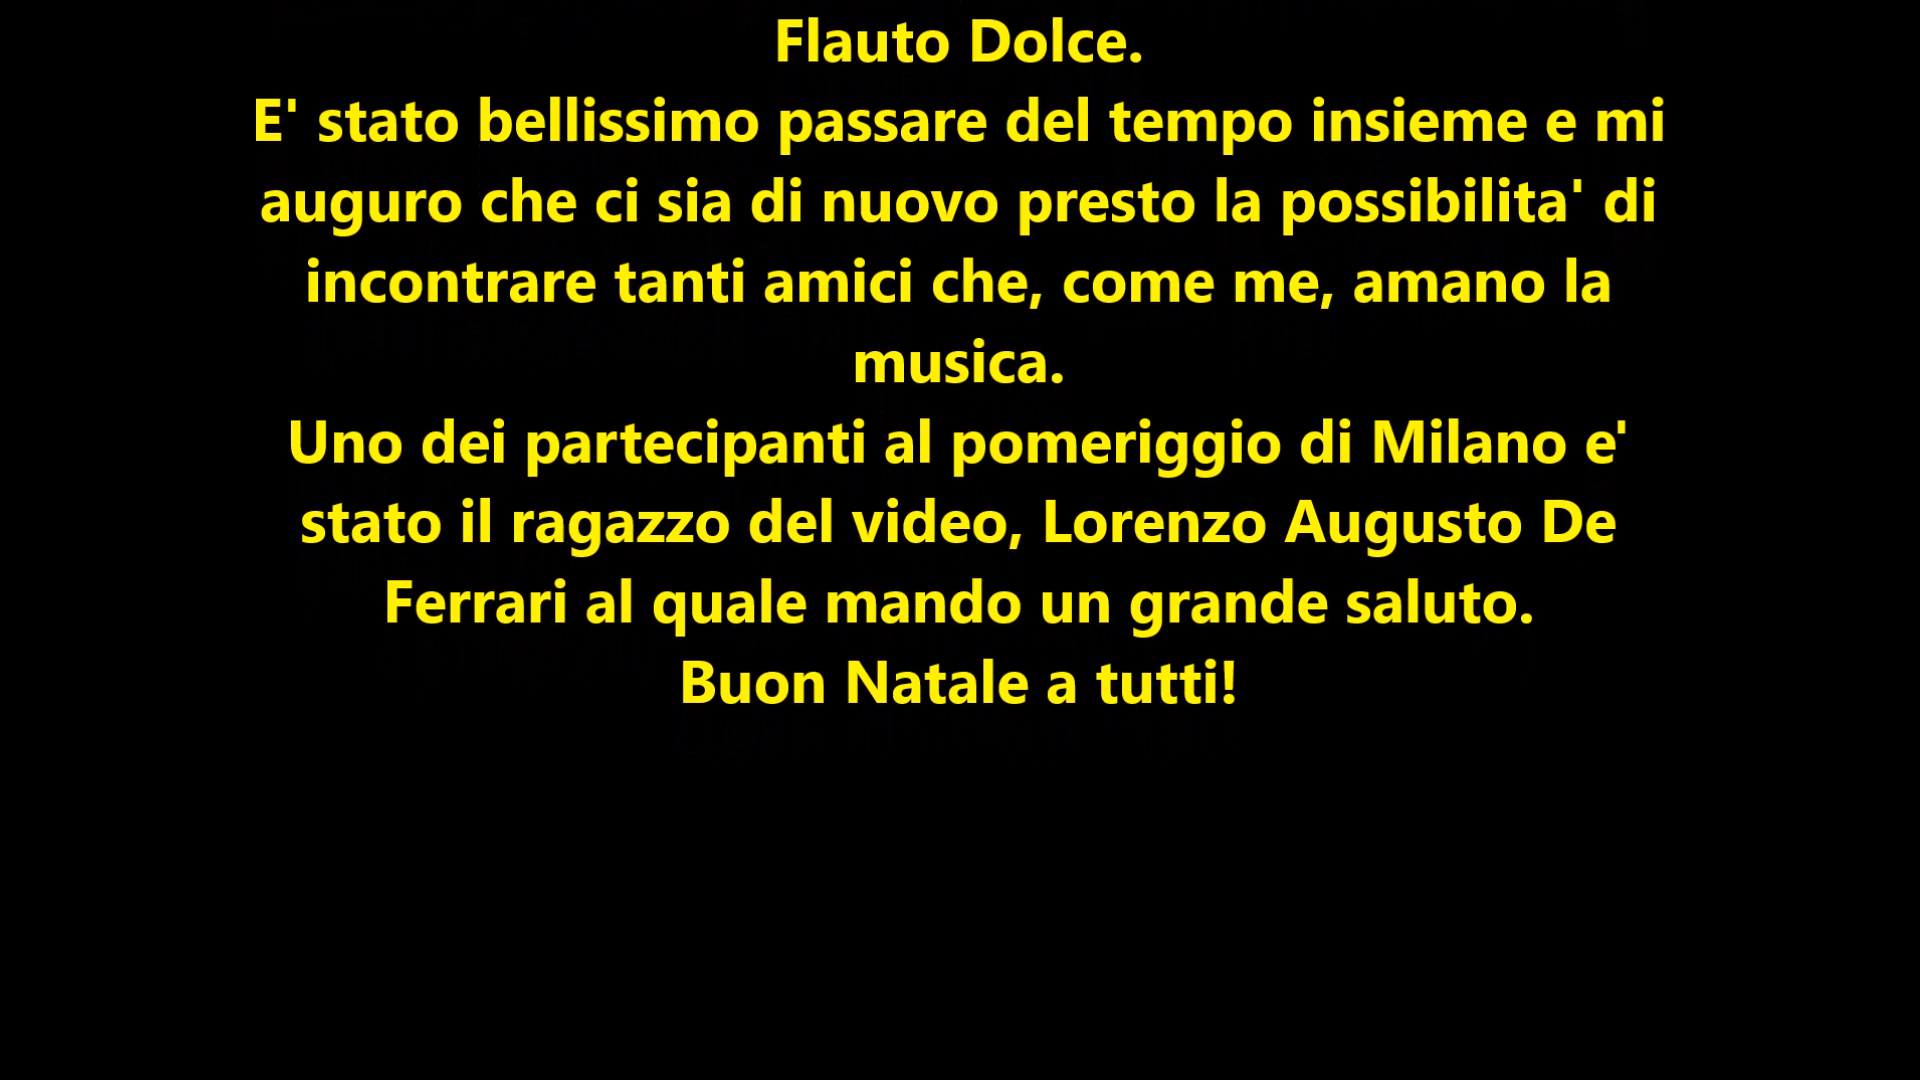 Flauto Dolce.
E' stato bellissimo passare del tempo insieme e mi
auguro che ci sia di nuovo presto la possibilita' di
incontrare tanti amici che, come me, amano la
musica.
Uno dei partecipanti al pomeriggio di Milano e'
stato il ragazzo del video, Lorenzo Augusto De
Ferrari al quale mando un grande saluto.
Buon Natale a tutti!